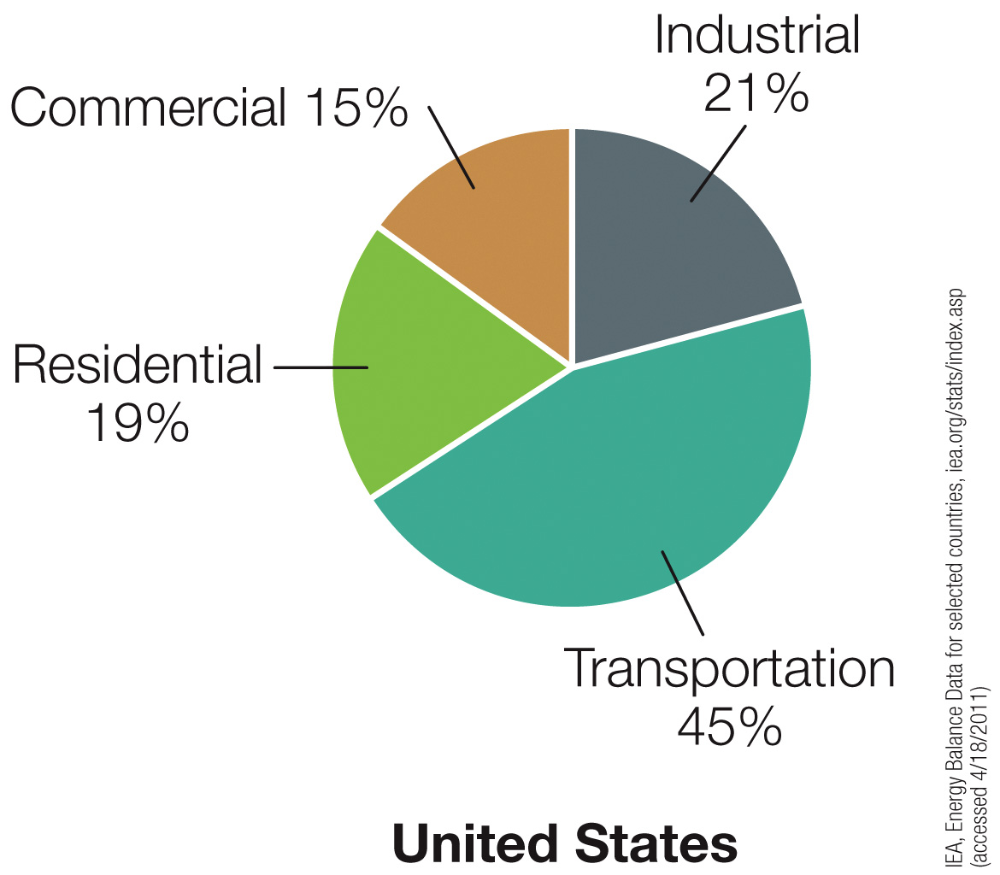 Industrial
21%
Commercial 15%
Residential
19%
Transportation
45%
United States
IEA, Energy Balance Data for selected countries, iea.org/stats/index.asp
(accessed 4/18/2011)